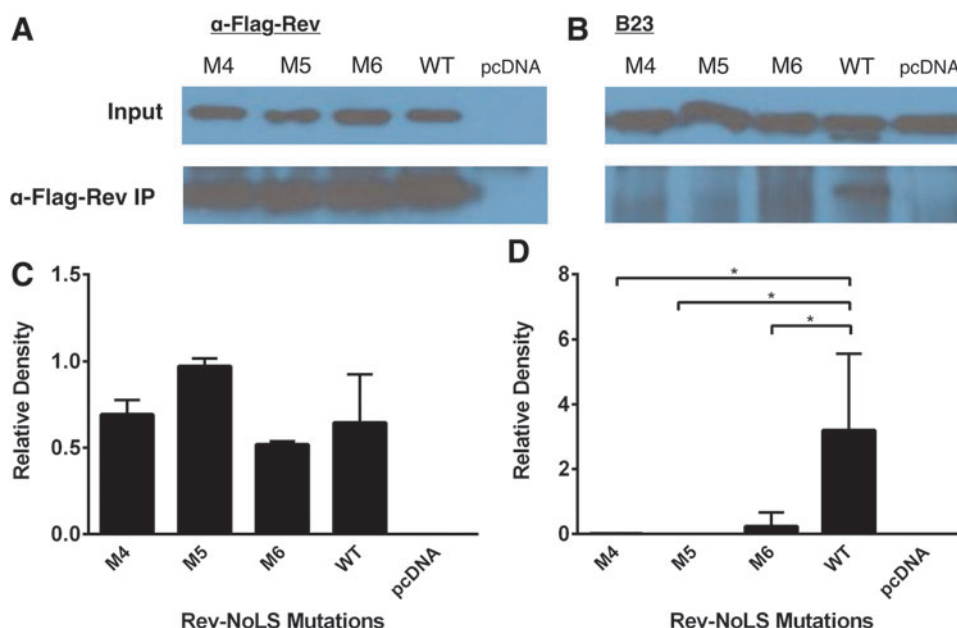 A
α-Flag-Rev
M4 M5 M6 WT pcDNA
Input
α-Flag-Rev IP
B
B23
M4 M5 M6 WT pcDNA
C
Relative Density
1.5
1.0
0.5
0.0
M4 M5 M6 WT pcDNA
Rev-NoLS Mutations
D
Relative Density
8
6
4
2
0
*
*
*
M4 M5 M6 WT pcDNA
Rev-NoLS Mutations